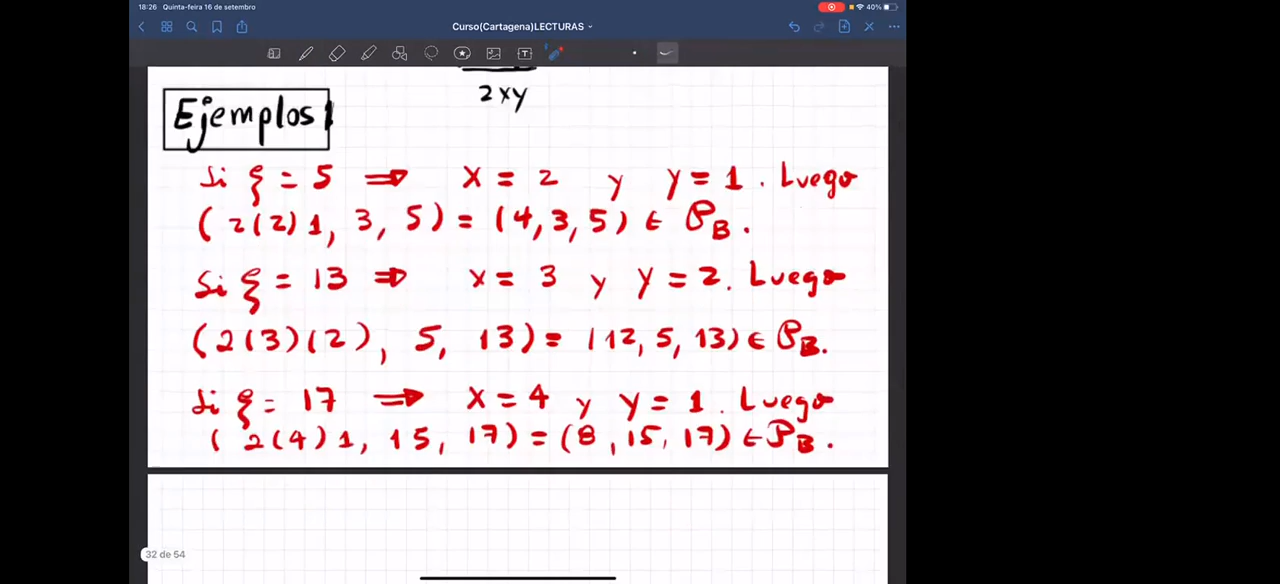 18:26 Quinta-feira 16 de setembro 40%
Curso(Cartagena)LECTURAS
2xy
Ejemplos
Si ξ = 5 ⇒ x = 2 y y = 1. Luego
(2(2)1, 3, 5) = (4, 3, 5) ∈ P_B.
Si ξ = 13 ⇒ x = 3 y y = 2. Luego
(2(3)(2), 5, 13) = (12, 5, 13) ∈ P_B.
Si ξ = 17 ⇒ x = 4 y y = 1. Luego
(2(4)1, 15, 17) = (8, 15, 17) ∈ P_B.
32 de 54